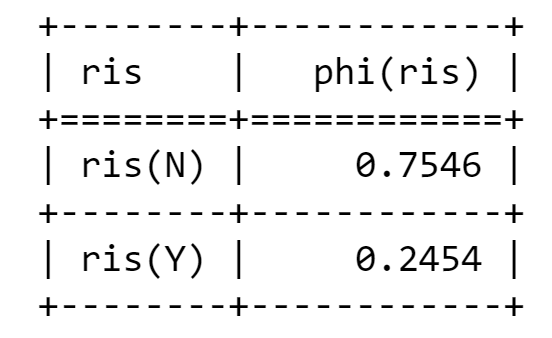 +--------+------------+
| ris    |   phi(ris) |
+========+============+
| ris(N) |     0.7546 |
+--------+------------+
| ris(Y) |     0.2454 |
+--------+------------+